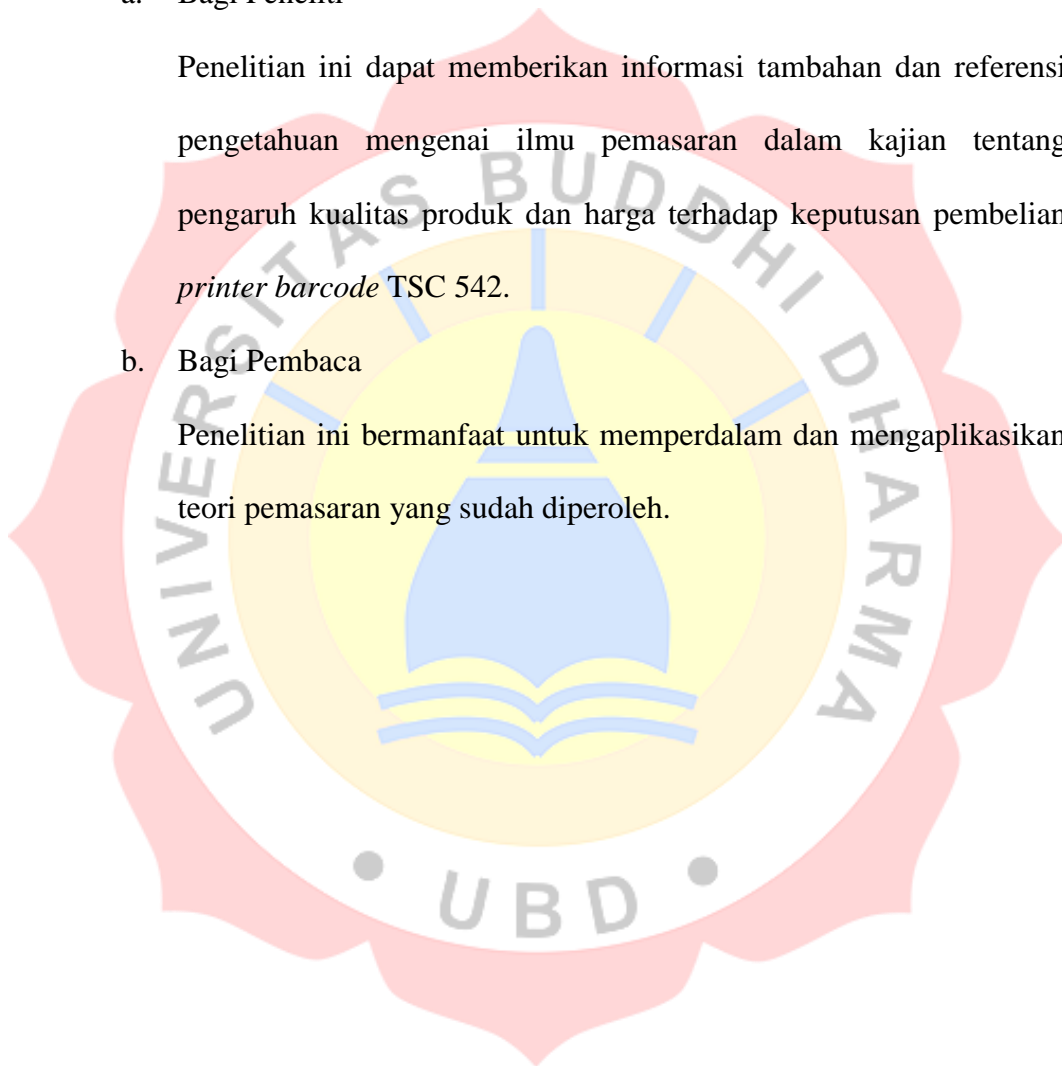 a. Bagi Peneliti
Penelitian ini dapat memberikan informasi tambahan dan referensi
pengetahuan mengenai ilmu pemasaran dalam kajian tentang
pengaruh kualitas produk dan harga terhadap keputusan pembelian
printer barcode TSC 542.
b. Bagi Pembaca
Penelitian ini bermanfaat untuk memperdalam dan mengaplikasikan
teori pemasaran yang sudah diperoleh.
UNIVERSITAS BUDDHI DHARMA
• UBD •